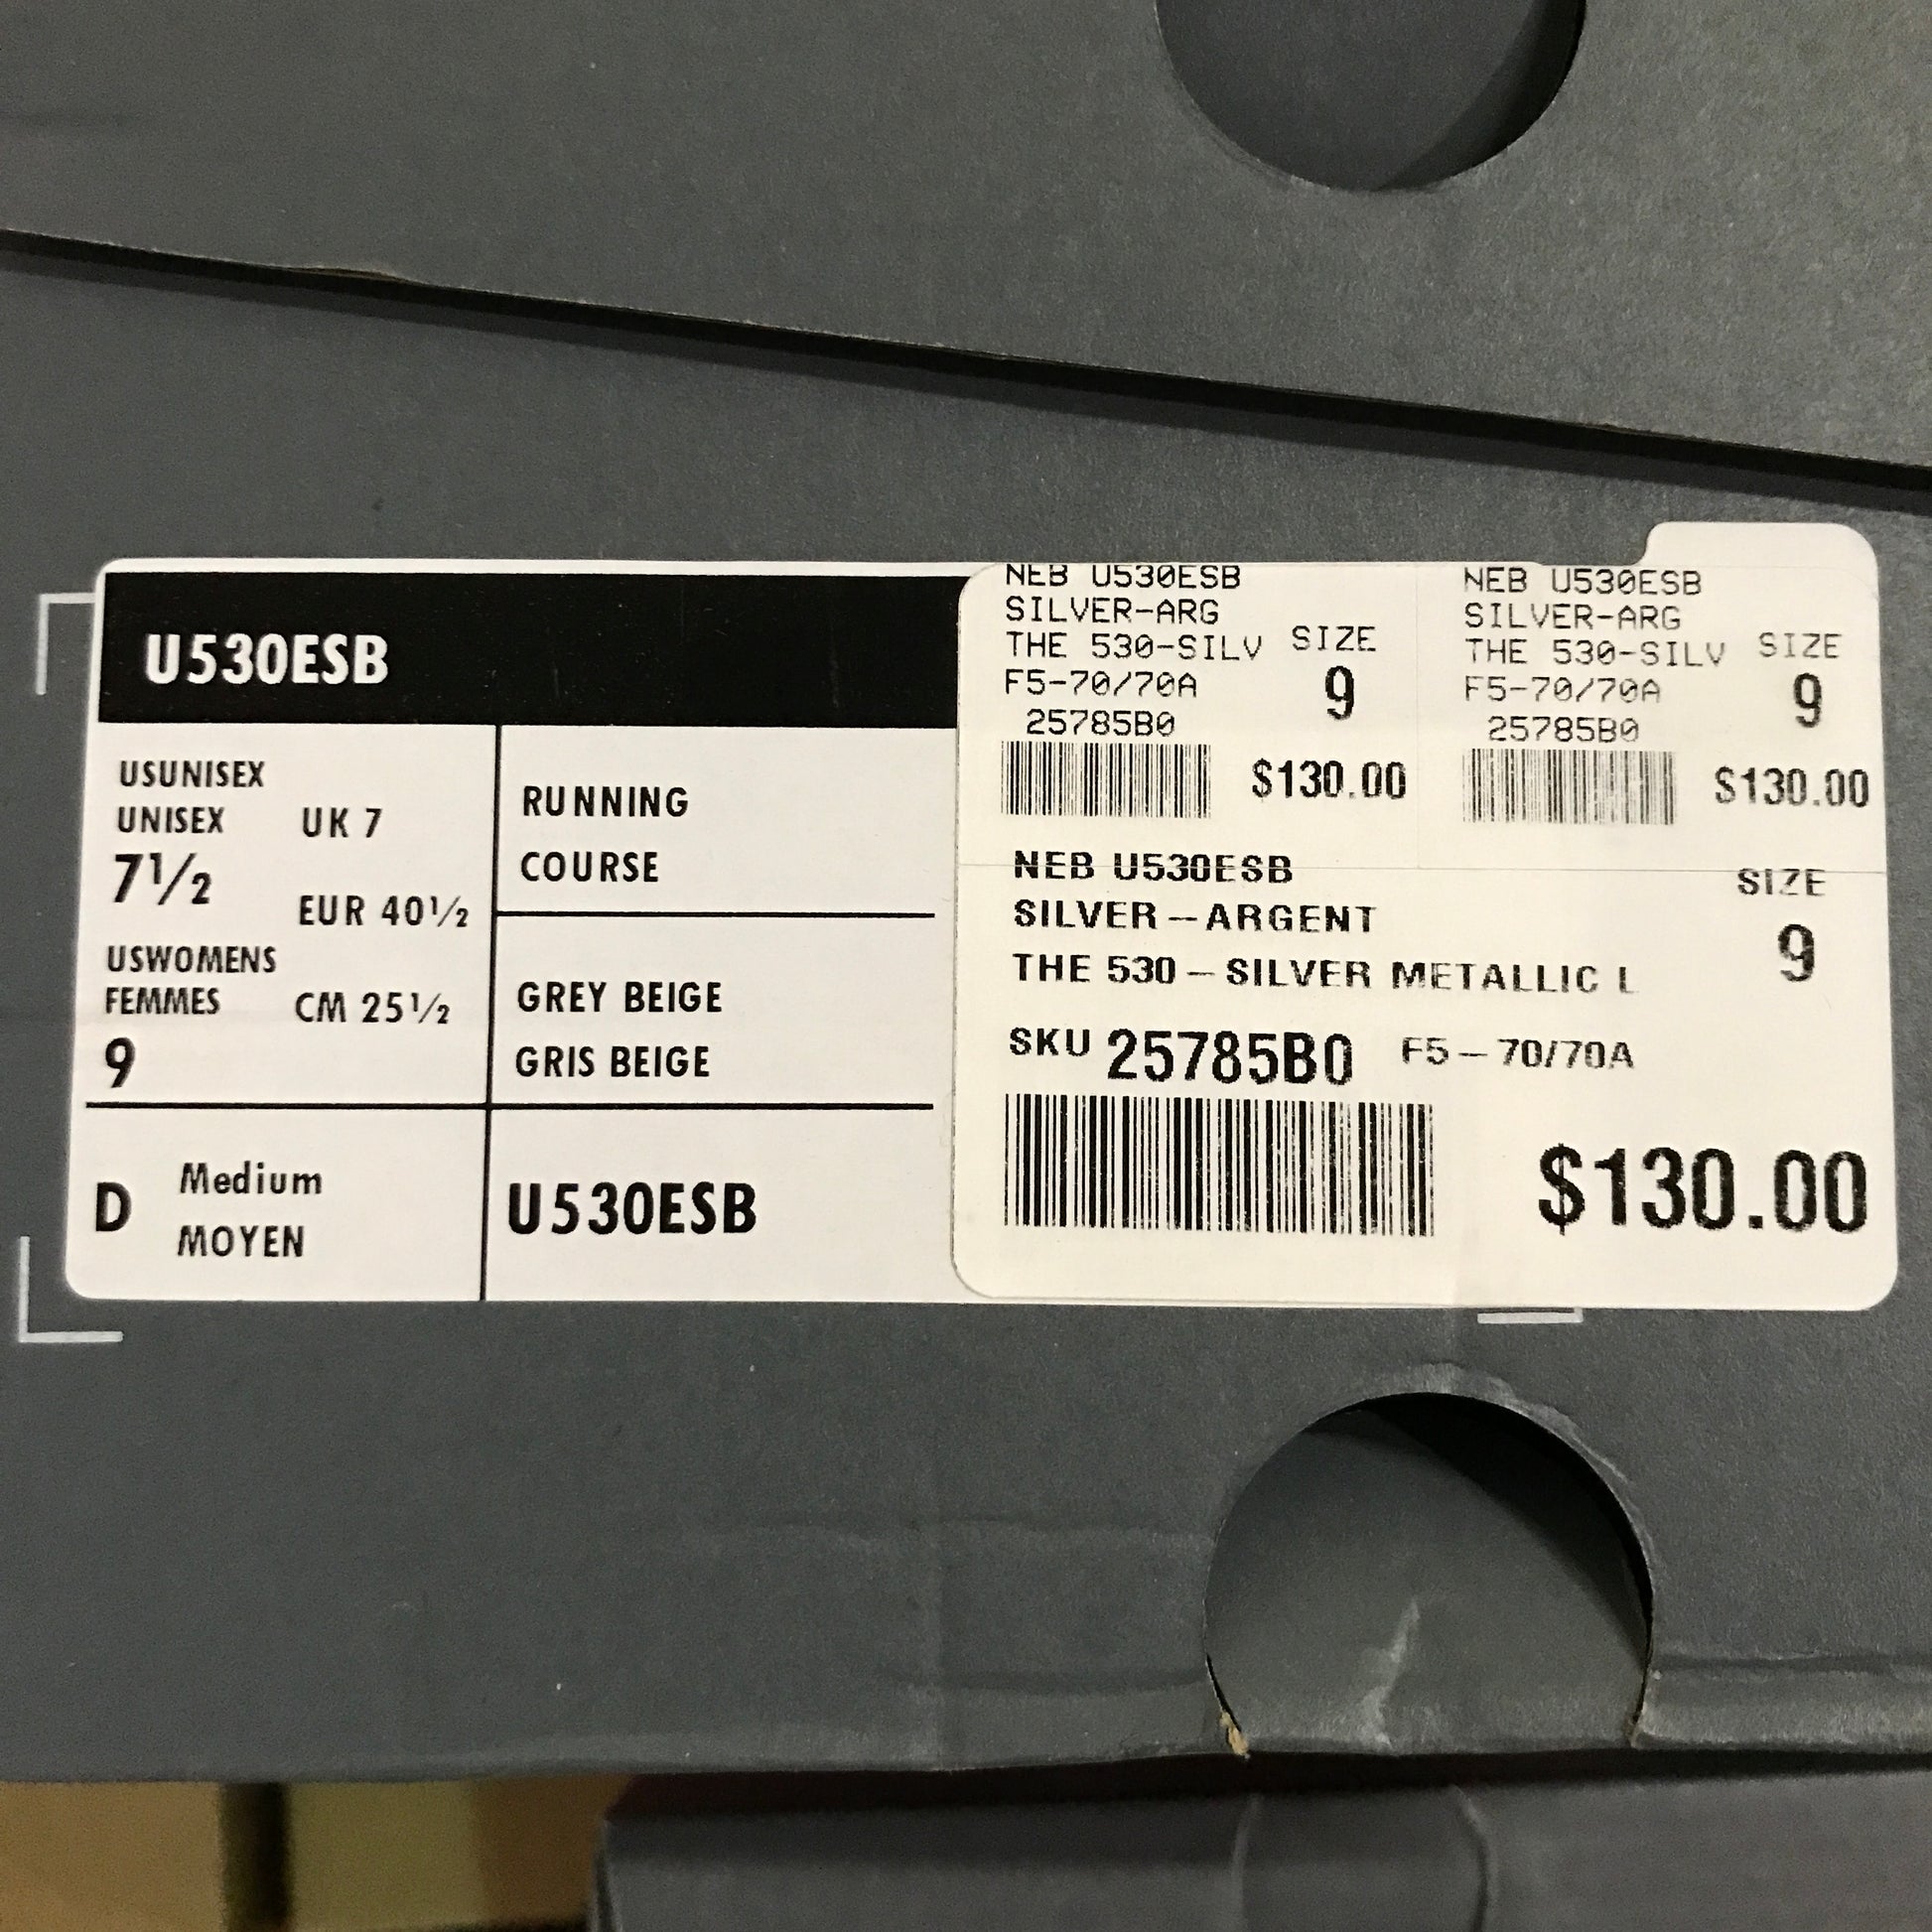 U530ESB
USUNISEX
UNISEX
7½
UK 7
EUR 40½
USWOMENS
FEMMES
9
CM 25½
D
Medium
MOYEN
RUNNING
COURSE
GREY BEIGE
GRIS BEIGE
U530ESB
NEB U530ESB
SILVER-ARG
THE 530-SILV
SIZE
F5-70/70A
9
25785B0
$130.00
NEB U530ESB
SILVER-ARG
THE 530-SILV
SIZE
F5-70/70A
9
25785B0
$130.00
NEB U530ESB
SIZE
SILVER-ARGENT
9
THE 530-SILVER METALLIC L
SKU 25785B0 F5-70/70A
$130.00